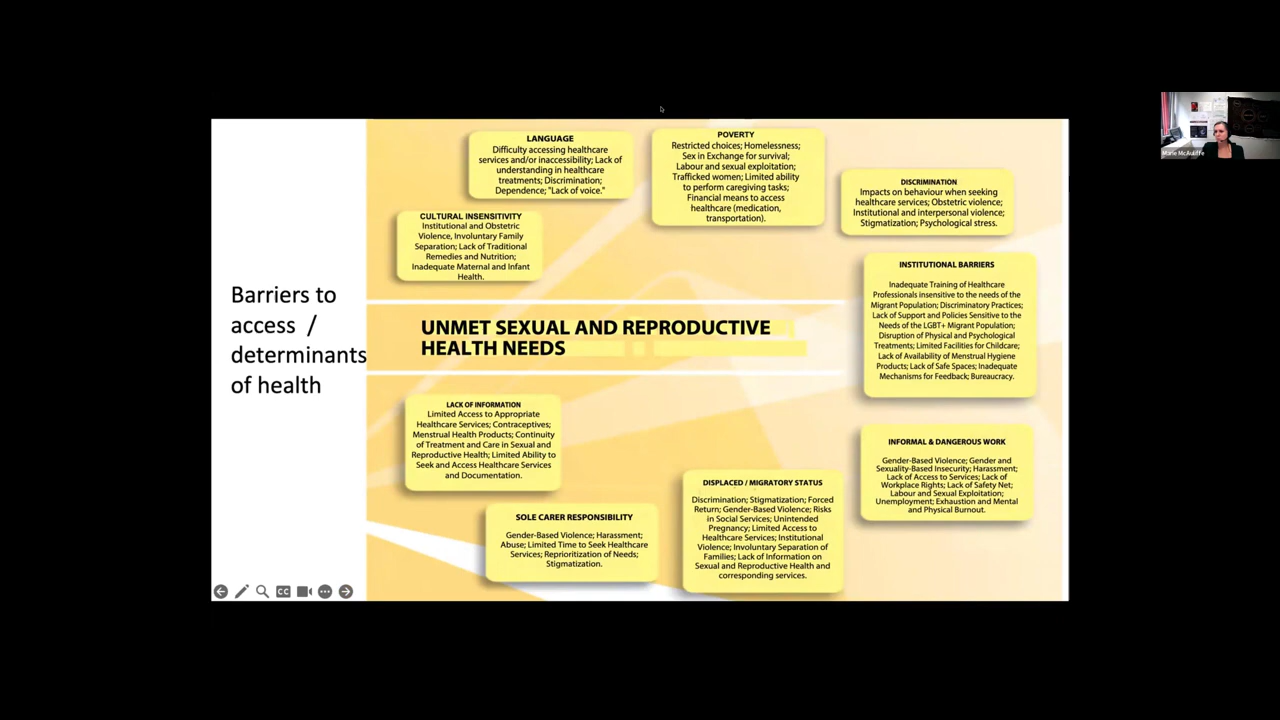 Barriers to
access /
determinants
of health
LANGUAGE
Difficulty accessing healthcare
services and/or inaccessibility; Lack of
understanding in healthcare
treatments; Discrimination;
Dependence; "Lack of voice."
POVERTY
Restricted choices; Homelessness;
Sex in Exchange for survival;
Labour and sexual exploitation;
Trafficked women; Limited ability
to perform caregiving tasks;
Financial means to access
healthcare (medication,
transportation).
DISCRIMINATION
Impacts on behaviour when seeking
healthcare services; Obstetric violence;
Institutional and interpersonal violence;
Stigmatization; Psychological stress.
CULTURAL INSENSITIVITY
Institutional and Obstetric
Violence, Involuntary Family
Separation; Lack of Traditional
Remedies and Nutrition;
Inadequate Maternal and Infant
Health.
INSTITUTIONAL BARRIERS
Inadequate Training of Healthcare
Professionals insensitive to the needs of the
Migrant Population; Discriminatory Practices;
Lack of Support and Policies Sensitive to the
Needs of the LGBT+ Migrant Population;
Disruption of Physical and Psychological
Treatments; Limited Facilities for Childcare;
Lack of Availability of Menstrual Hygiene
Products; Lack of Safe Spaces; Inadequate
Mechanisms for Feedback; Bureaucracy.
UNMET SEXUAL AND REPRODUCTIVE
HEALTH NEEDS
LACK OF INFORMATION
Limited Access to Appropriate
Healthcare Services; Contraceptives;
Menstrual Health Products; Continuity
of Treatment and Care in Sexual and
Reproductive Health; Limited Ability to
Seek and Access Healthcare Services
and Documentation.
INFORMAL & DANGEROUS WORK
Gender-Based Violence; Gender and
Sexuality-Based Insecurity; Harassment;
Lack of Access to Services; Lack of
Workplace Rights; Lack of Safety Net;
Labour and Sexual Exploitation;
Unemployment; Exhaustion and Mental
and Physical Burnout.
DISPLACED / MIGRATORY STATUS
Discrimination; Stigmatization; Forced
Return; Gender-Based Violence; Risks
in Social Services; Unintended
Pregnancy; Limited Access to
Healthcare Services; Institutional
Violence; Involuntary Separation of
Families; Lack of Information on
Sexual and Reproductive Health and
corresponding services.
SOLE CARER RESPONSIBILITY
Gender-Based Violence; Harassment;
Abuse; Limited Time to Seek Healthcare
Services; Reprioritization of Needs;
Stigmatization.
CC
Marie McAuliffe